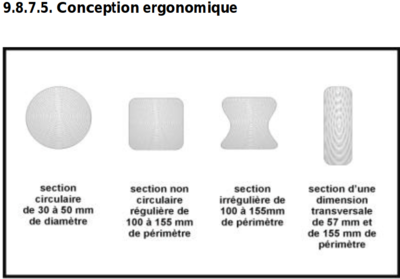 9.8.7.5. Conception ergonomique
section
circulaire
de 30 à 50 mm
de diamètre
section non
circulaire
régulière de
100 à 155 mm
de périmètre
section
irrégulière de
100 à 155mm
de périmètre
section d'une
dimension
transversale
de 57 mm et
de 155 mm de
périmètre